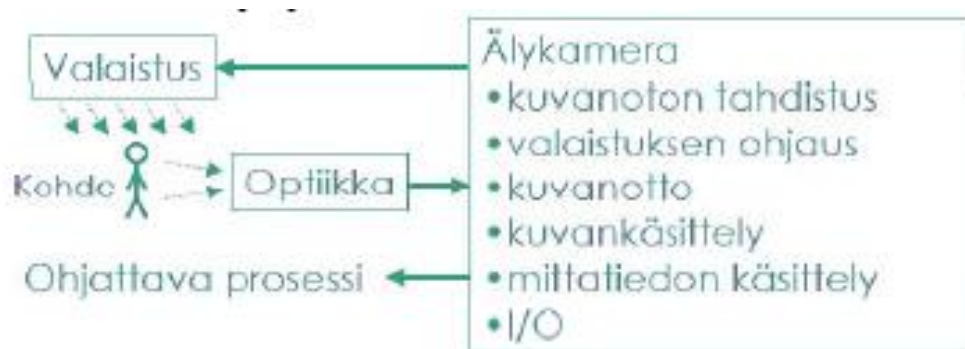 Valaistus
Kohde
Optiikka
Ohjattava prosessi
Älykamera
•kuvanoton tahdistus
•valaistuksen ohjaus
•kuvanotto
•kuvankäsittely
•mittatiedon käsittely
•I/O